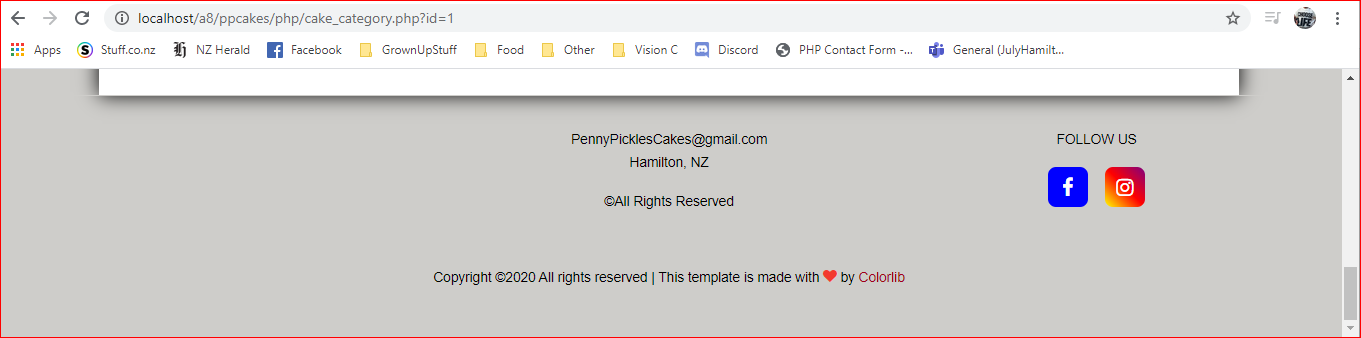 localhost/a8/ppcakes/php/cake_category.php?id=1
Apps S Stuff.co.nz NZ Herald Facebook GrownUpStuff Food Other Vision C Discord PHP Contact Form -... General (JulyHamilt...
PennyPicklesCakes@gmail.com FOLLOW US
Hamilton, NZ
©All Rights Reserved
Copyright ©2020 All rights reserved | This template is made with ❤ by Colorlib